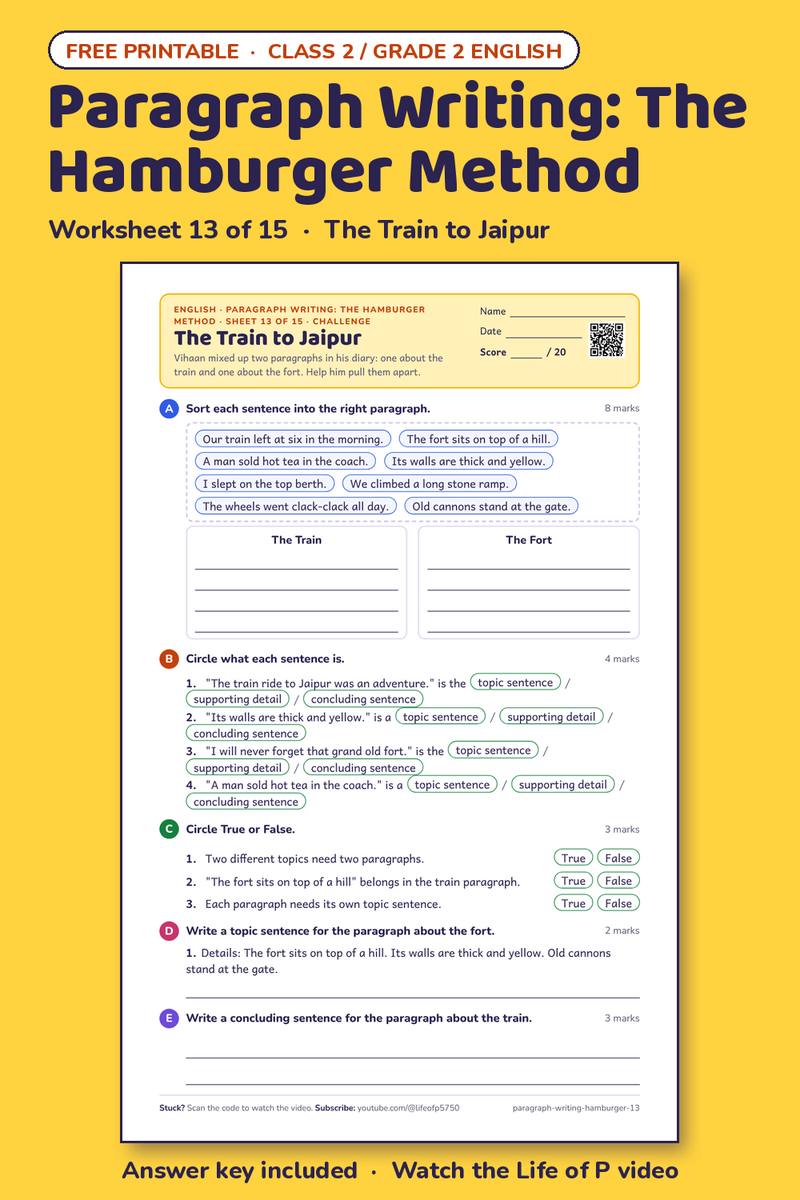 FREE PRINTABLE · CLASS 2 / GRADE 2 ENGLISH
Paragraph Writing: The
Hamburger Method
Worksheet 13 of 15 · The Train to Jaipur
ENGLISH · PARAGRAPH WRITING: THE HAMBURGER
METHOD · SHEET 13 OF 15 · CHALLENGE
The Train to Jaipur
Vihaan mixed up two paragraphs in his diary: one about the
train and one about the fort. Help him pull them apart.
Name
Date
Score / 20
A Sort each sentence into the right paragraph. 8 marks
Our train left at six in the morning. The fort sits on top of a hill.
A man sold hot tea in the coach. Its walls are thick and yellow.
I slept on the top berth. We climbed a long stone ramp.
The wheels went clack-clack all day. Old cannons stand at the gate.
The Train The Fort
B Circle what each sentence is. 4 marks
1. "The train ride to Jaipur was an adventure." is the topic sentence /
supporting detail / concluding sentence
2. "Its walls are thick and yellow." is a topic sentence / supporting detail /
concluding sentence
3. "I will never forget that grand old fort." is the topic sentence /
supporting detail / concluding sentence
4. "A man sold hot tea in the coach." is a topic sentence / supporting detail /
concluding sentence
C Circle True or False. 3 marks
1. Two different topics need two paragraphs. True False
2. "The fort sits on top of a hill" belongs in the train paragraph. True False
3. Each paragraph needs its own topic sentence. True False
D Write a topic sentence for the paragraph about the fort. 2 marks
1. Details: The fort sits on top of a hill. Its walls are thick and yellow. Old cannons
stand at the gate.
E Write a concluding sentence for the paragraph about the train. 3 marks
Stuck? Scan the code to watch the video. Subscribe: youtube.com/@lifeofp5750 paragraph-writing-hamburger-13
Answer key included · Watch the Life of P video